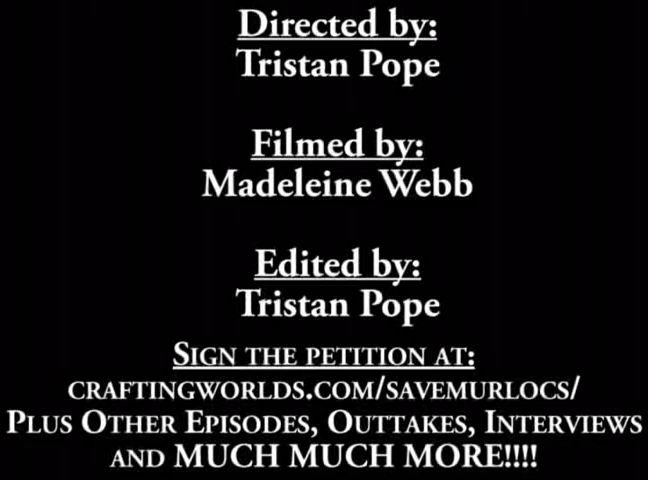 Directed by:
Tristan Pope
Filmed by:
Madeleine Webb
Edited by:
Tristan Pope
SIGN THE PETITION AT:
CRAFTINGWORLDS.COM/SAVEMURLOCS/
PLUS OTHER EPISODES, OUTTAKES, INTERVIEWS
AND MUCH MUCH MORE!!!!